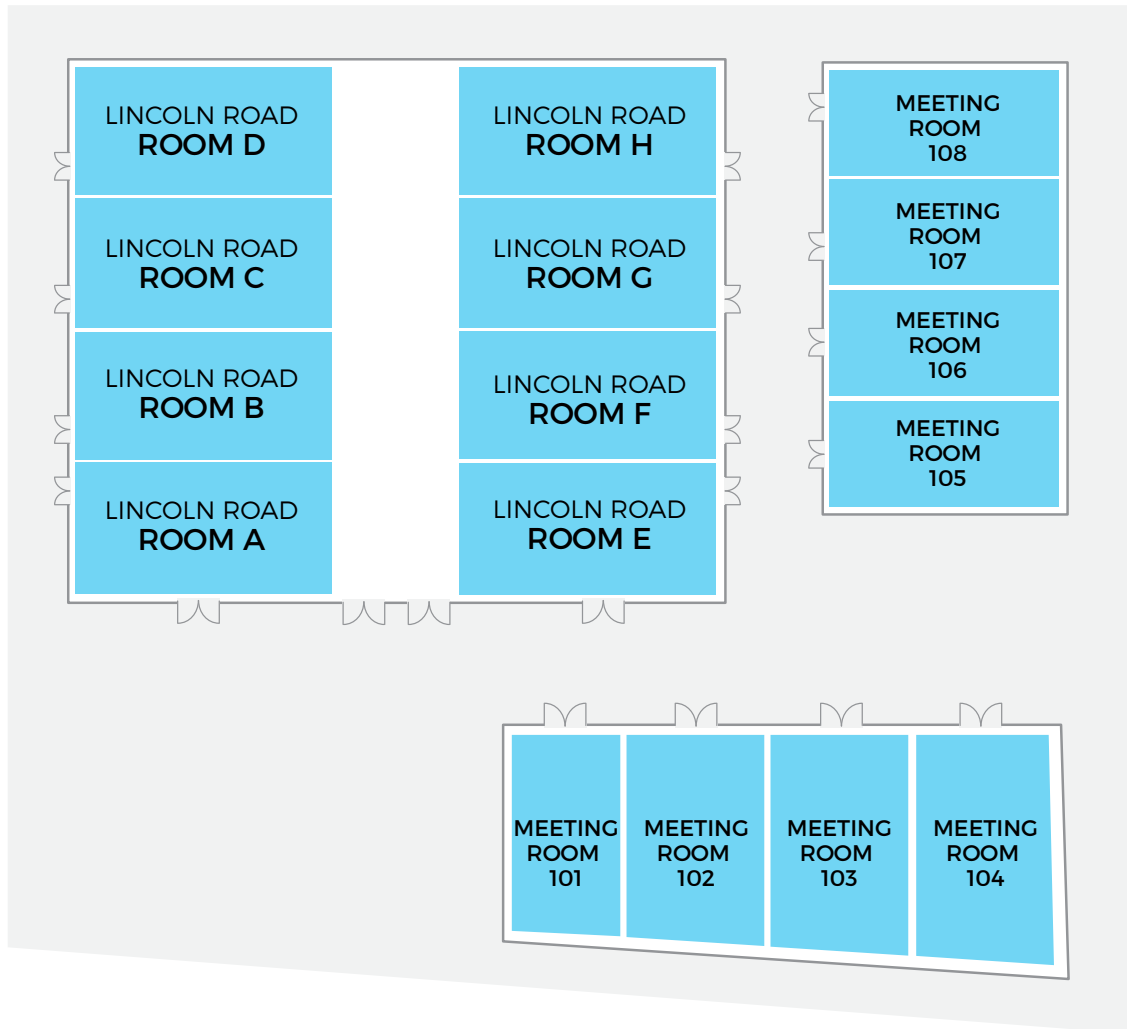 LINCOLN ROAD
ROOM D
LINCOLN ROAD
ROOM H
LINCOLN ROAD
ROOM C
LINCOLN ROAD
ROOM G
LINCOLN ROAD
ROOM B
LINCOLN ROAD
ROOM F
LINCOLN ROAD
ROOM A
LINCOLN ROAD
ROOM E
MEETING
ROOM
108
MEETING
ROOM
107
MEETING
ROOM
106
MEETING
ROOM
105
MEETING
ROOM
101
MEETING
ROOM
102
MEETING
ROOM
103
MEETING
ROOM
104